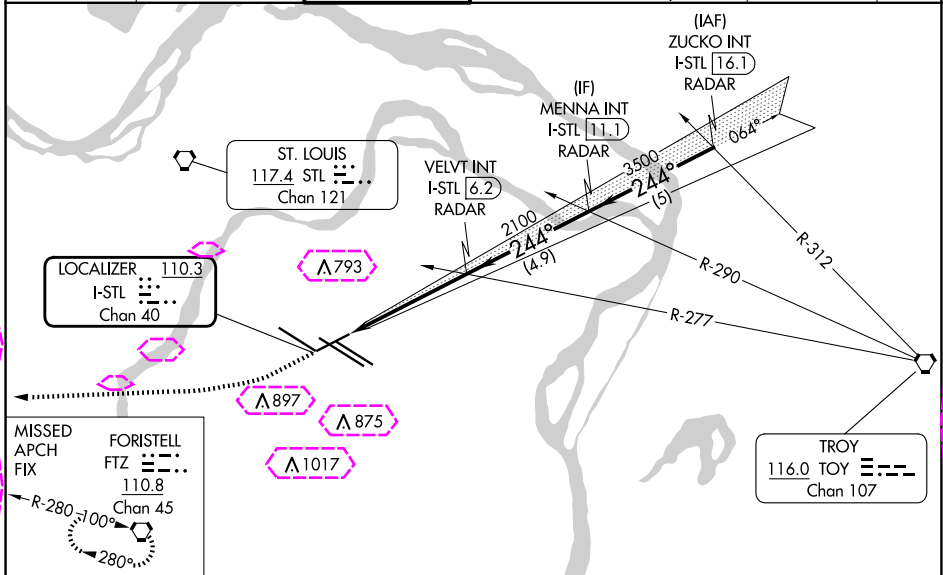 (IAF)
ZUCKO INT
I-STL 16.1
RADAR
(IF)
MENNA INT
I-STL 11.1
RADAR
064°
ST. LOUIS
117.4 STL
Chan 121
VELVT INT
I-STL 6.2
RADAR
3500
244°
(5)
2100
244°
(4.9)
R-312
R-290
R-277
LOCALIZER 110.3
I-STL
Chan 40
793
897
875
1017
MISSED
APCH
FIX
FORISTELL
FTZ
110.8
Chan 45
R-280
100°
280°
TROY
116.0 TOY
Chan 107